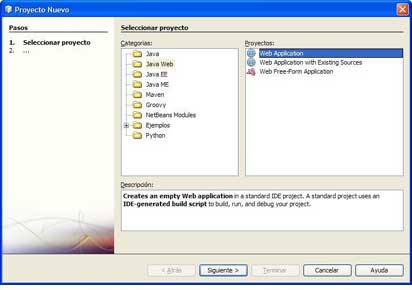 Proyecto Nuevo
Pasos
1. Seleccionar proyecto
2. ...
Seleccionar proyecto
Categorías:
Java
Java Web
Java EE
Java ME
Maven
Groovy
NetBeans Modules
Ejemplos
Python
Proyectos:
Web Application
Web Application with Existing Sources
Web Free-Form Application
Descripción:
Creates an empty Web application in a standard IDE project. A standard project uses an
IDE-generated build script to build, run, and debug your project.
< Atrás
Siguiente >
Terminar
Cancelar
Ayuda